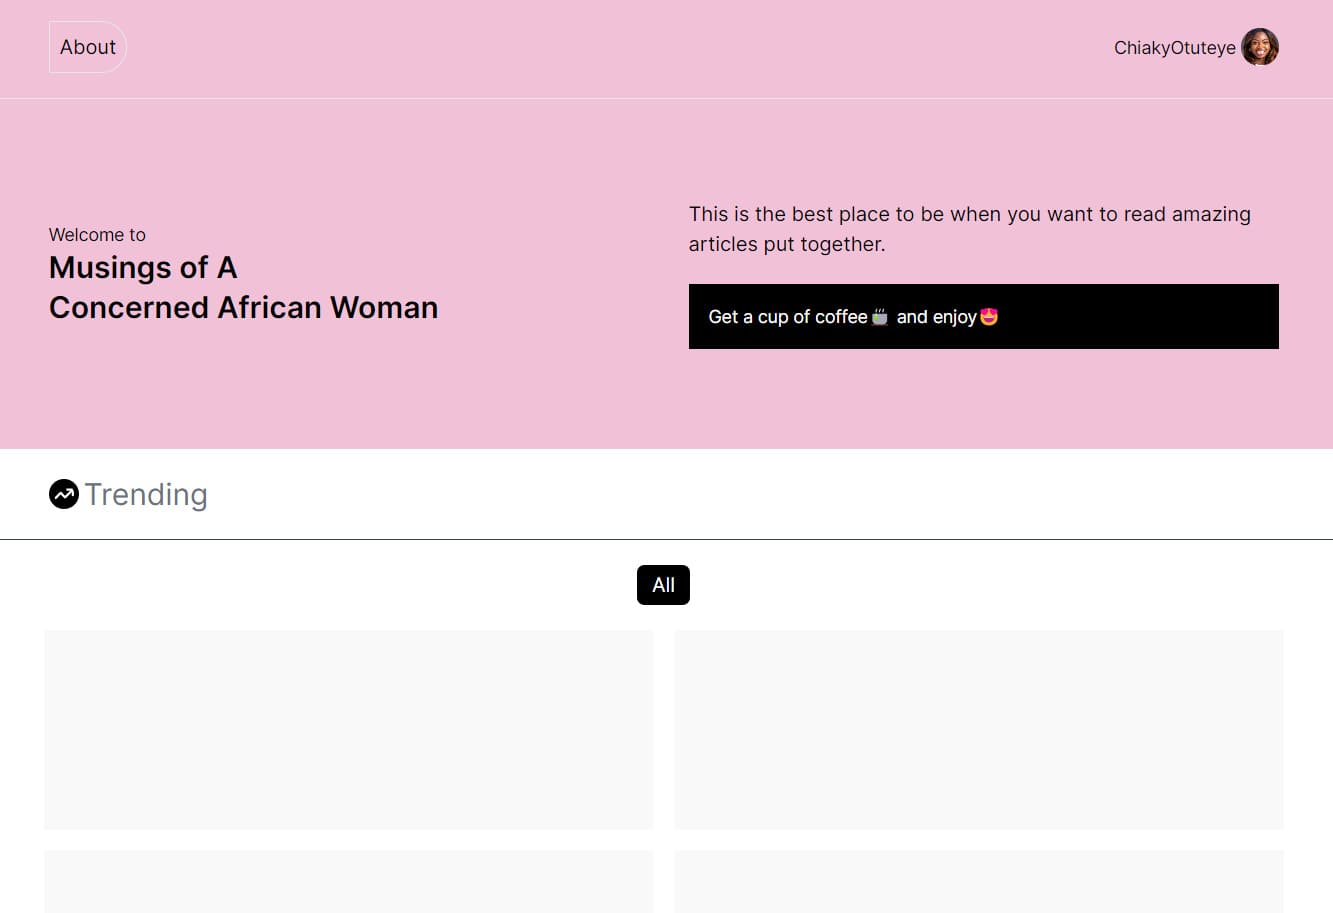 About
ChiakyOtuteye
Welcome to
Musings of A
Concerned African Woman
This is the best place to be when you want to read amazing
articles put together.
Get a cup of coffee☕ and enjoy🤩
Trending
All